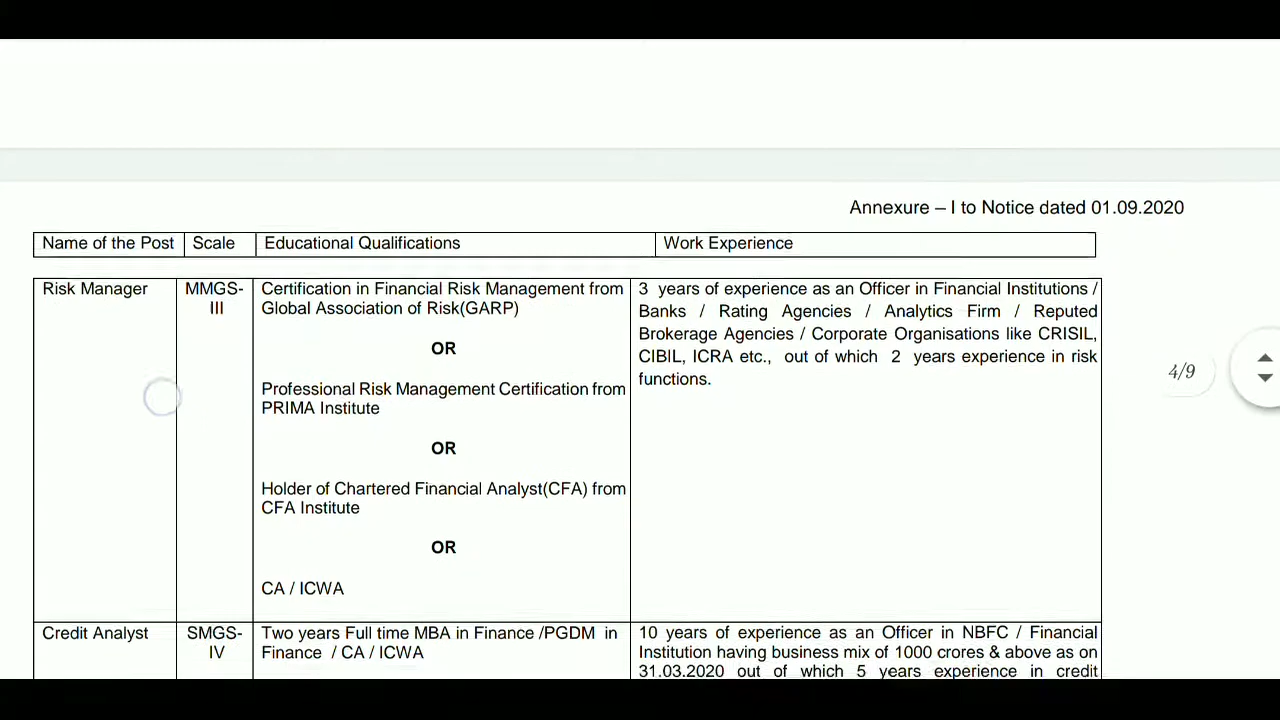 Annexure – I to Notice dated 01.09.2020
Name of the Post Scale Educational Qualifications Work Experience
Risk Manager
MMGS-
III
Certification in Financial Risk Management from
Global Association of Risk(GARP)
OR
Professional Risk Management Certification from
PRIMA Institute
OR
Holder of Chartered Financial Analyst(CFA) from
CFA Institute
OR
CA / ICWA
3 years of experience as an Officer in Financial Institutions /
Banks / Rating Agencies / Analytics Firm / Reputed
Brokerage Agencies / Corporate Organisations like CRISIL,
CIBIL, ICRA etc., out of which 2 years experience in risk
functions.
4/9
Credit Analyst
SMGS-
IV
Two years Full time MBA in Finance /PGDM in
Finance / CA / ICWA
10 years of experience as an Officer in NBFC / Financial
Institution having business mix of 1000 crores & above as on
31.03.2020 out of which 5 years experience in credit